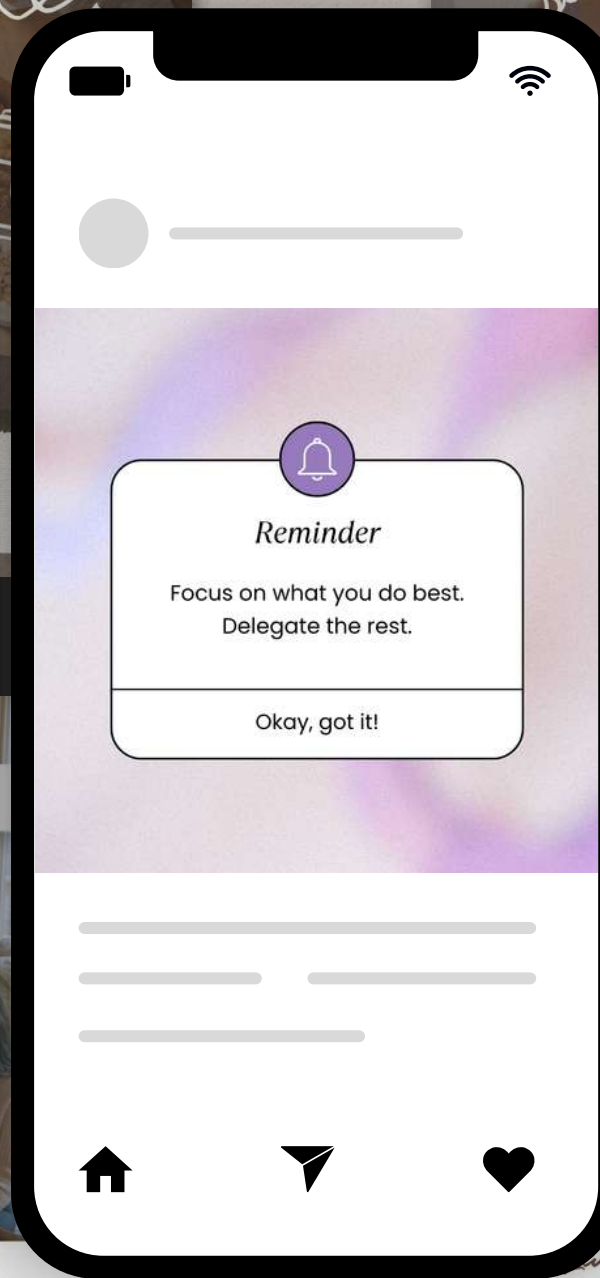 Reminder
Focus on what you do best.
Delegate the rest.
Okay, got it!